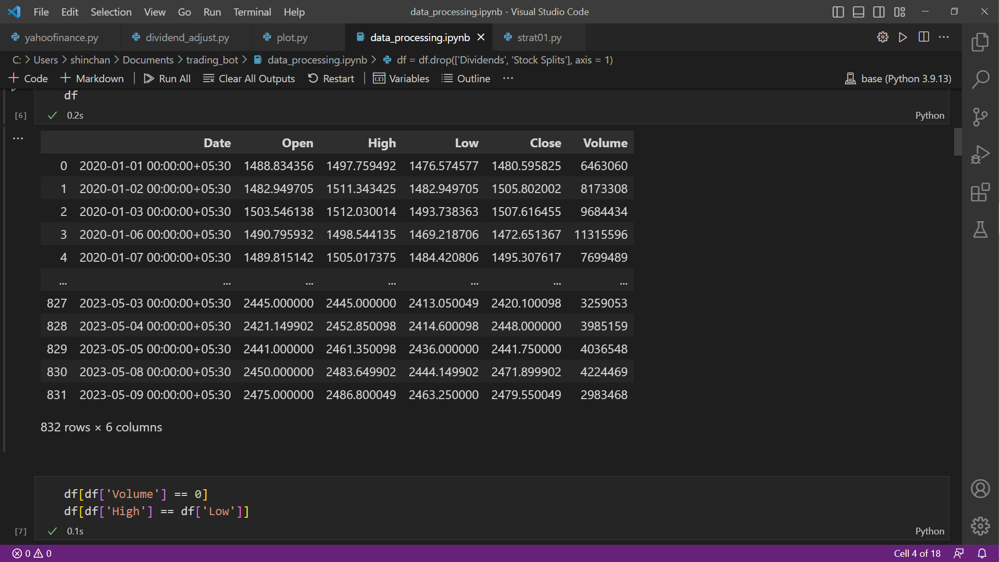 File Edit Selection View Go Run Terminal Help data_processing.ipynb - Visual Studio Code
yahoofinance.py dividend_adjust.py plot.py data_processing.ipynb strat01.py
C: > Users > shinchan > Documents > trading_bot > data_processing.ipynb > df = df.drop(['Dividends', 'Stock Splits'], axis = 1)
+ Code + Markdown | Run All Clear All Outputs Restart | Variables Outline ... base (Python 3.9.13)
df
[6] 0.2s Python
Date Open High Low Close Volume
0 2020-01-01 00:00:00+05:30 1488.834356 1497.759492 1476.574577 1480.595825 6463060
1 2020-01-02 00:00:00+05:30 1482.949705 1511.343425 1482.949705 1505.802002 8173308
2 2020-01-03 00:00:00+05:30 1503.546138 1512.030014 1493.738363 1507.616455 9684434
3 2020-01-06 00:00:00+05:30 1490.795932 1498.544135 1469.218706 1472.651367 11315596
4 2020-01-07 00:00:00+05:30 1489.815142 1505.017375 1484.420806 1495.307617 7699489
... ... ... ... ... ... ...
827 2023-05-03 00:00:00+05:30 2445.000000 2445.000000 2413.050049 2420.100098 3259053
828 2023-05-04 00:00:00+05:30 2421.149902 2452.850098 2414.600098 2448.000000 3985159
829 2023-05-05 00:00:00+05:30 2441.000000 2461.350098 2436.000000 2441.750000 4036548
830 2023-05-08 00:00:00+05:30 2450.000000 2483.649902 2444.149902 2471.899902 4224469
831 2023-05-09 00:00:00+05:30 2475.000000 2486.800049 2463.250000 2479.550049 2983468
832 rows × 6 columns
df[df['Volume'] == 0]
df[df['High'] == df['Low']]
[7] 0.1s Python
0 0 Cell 4 of 18